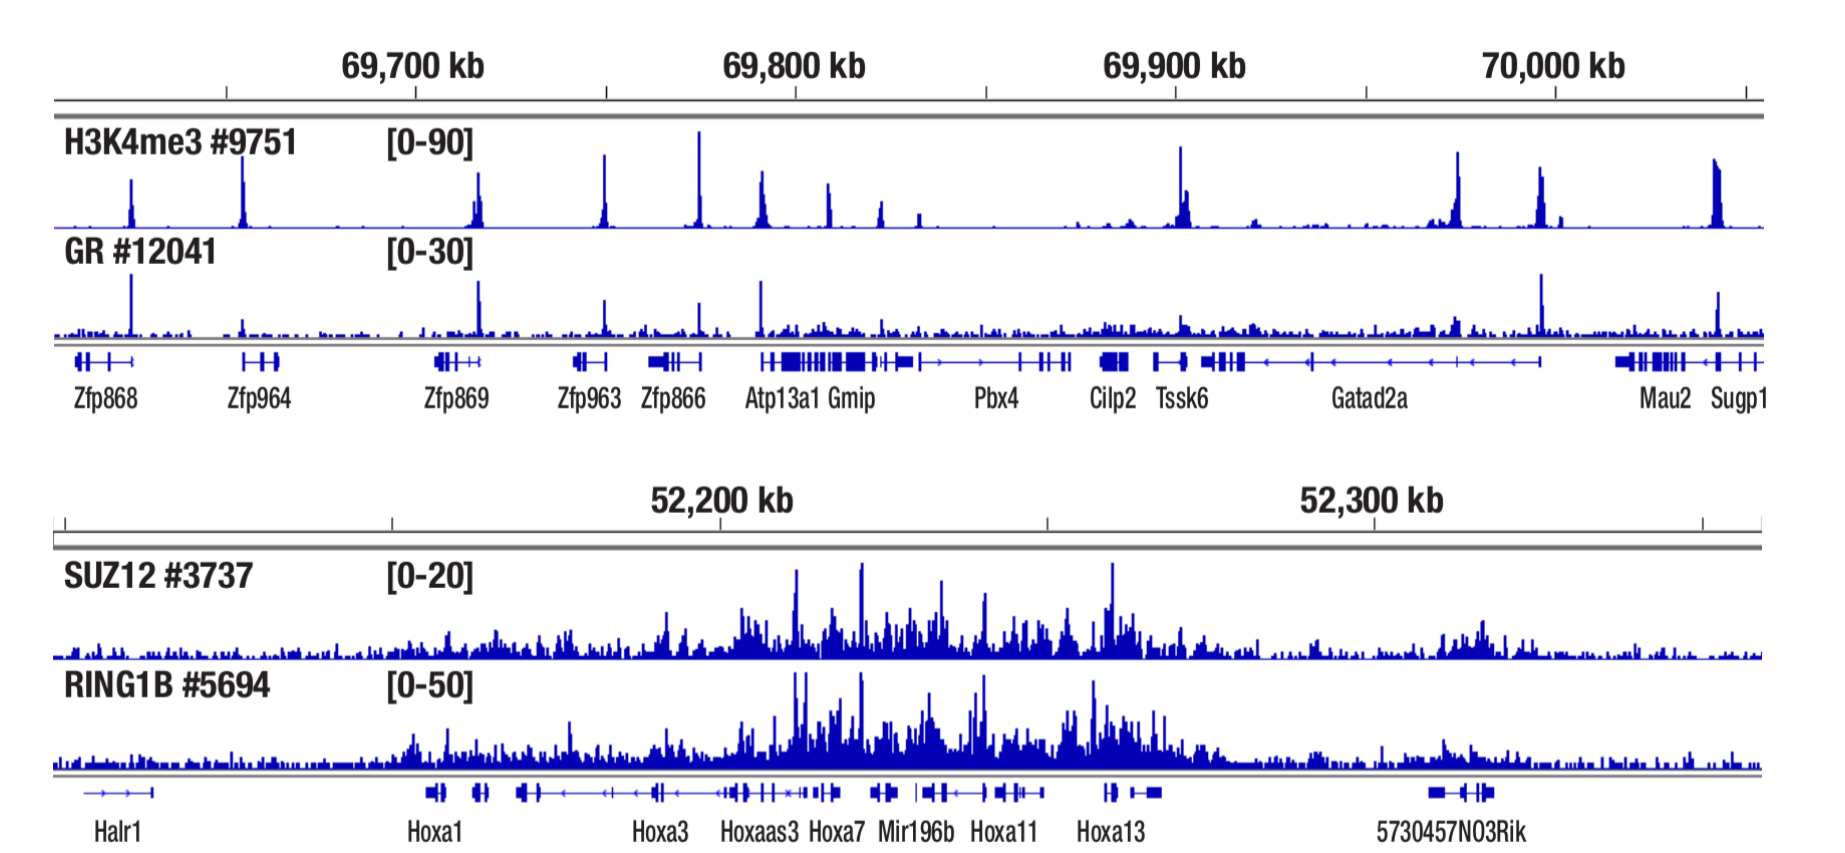 69,700 kb 69,800 kb 69,900 kb 70,000 kb
H3K4me3 #9751 [0-90]
GR #12041 [0-30]
Zfp868 Zfp964 Zfp869 Zfp963 Zfp866 Atp13a1 Gmip Pbx4 Cilp2 Tssk6 Gatad2a Mau2 Sugp1
52,200 kb 52,300 kb
SUZ12 #3737 [0-20]
RING1B #5694 [0-50]
Halr1 Hoxa1 Hoxa3 Hoxaas3 Hoxa7 Mir196b Hoxa11 Hoxa13 5730457N03Rik